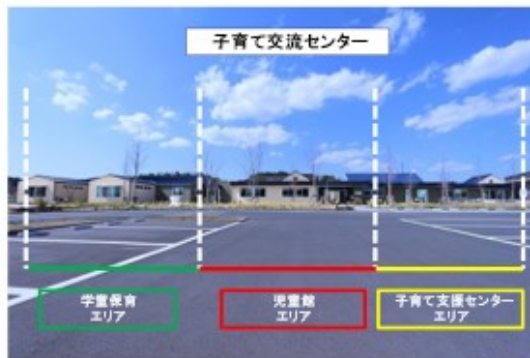 子育て交流センター
学童保育
エリア
児童館
エリア
子育て支援センター
エリア